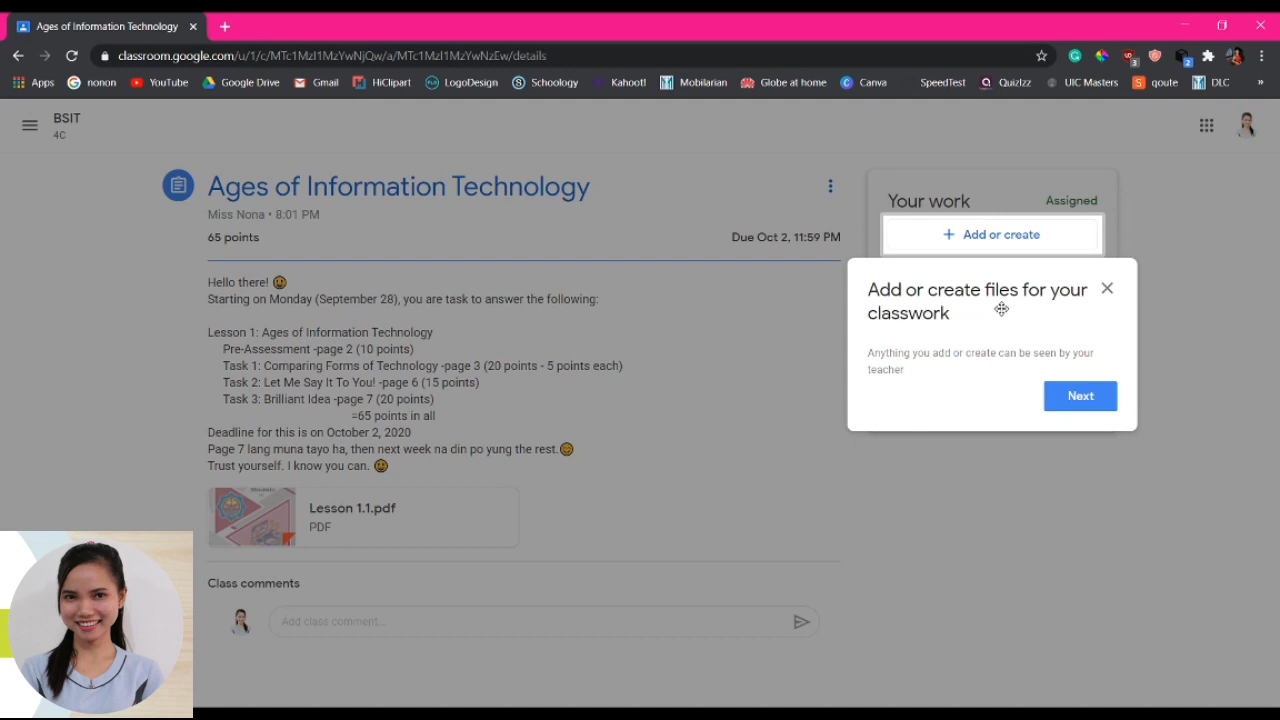 Ages of Information Technology
classroom.google.com/u/1/c/MTc1MzI1MzYwNjQw/a/MTc1MzI1MzYwNzEw/details
3
2
Apps
nonon
YouTube
Google Drive
Gmail
HiClipart
LogoDesign
Schoology
Kahoot!
Mobilarian
Globe at home
Canva
SpeedTest
Quizizz
UIC Masters
qoute
DLC
»
BSIT
4C
Ages of Information Technology
Miss Nona • 8:01 PM
65 points
Due Oct 2, 11:59 PM
Hello there! 😃
Starting on Monday (September 28), you are task to answer the following:
Lesson 1: Ages of Information Technology
Pre-Assessment -page 2 (10 points)
Task 1: Comparing Forms of Technology -page 3 (20 points - 5 points each)
Task 2: Let Me Say It To You! -page 6 (15 points)
Task 3: Brilliant Idea -page 7 (20 points)
=65 points in all
Deadline for this is on October 2, 2020
Page 7 lang muna tayo ha, then next week na din po yung the rest.😊
Trust yourself. I know you can. 😃
Lesson 1.1.pdf
PDF
Class comments
Add class comment...
Your work
Assigned
+ Add or create
Add or create files for your
classwork
Anything you add or create can be seen by your
teacher
Next